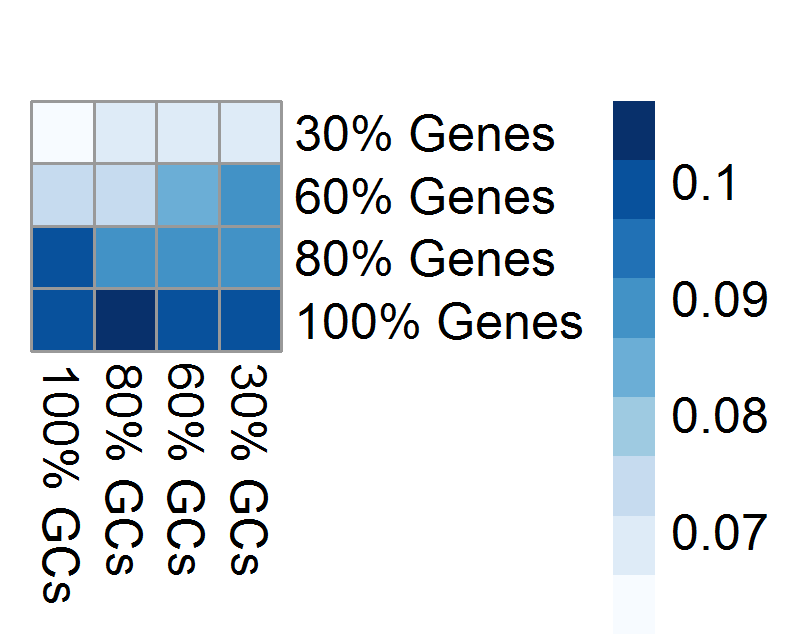 30% Genes
60% Genes
80% Genes
100% Genes
100% GCs
80% GCs
60% GCs
30% GCs
0.1
0.09
0.08
0.07